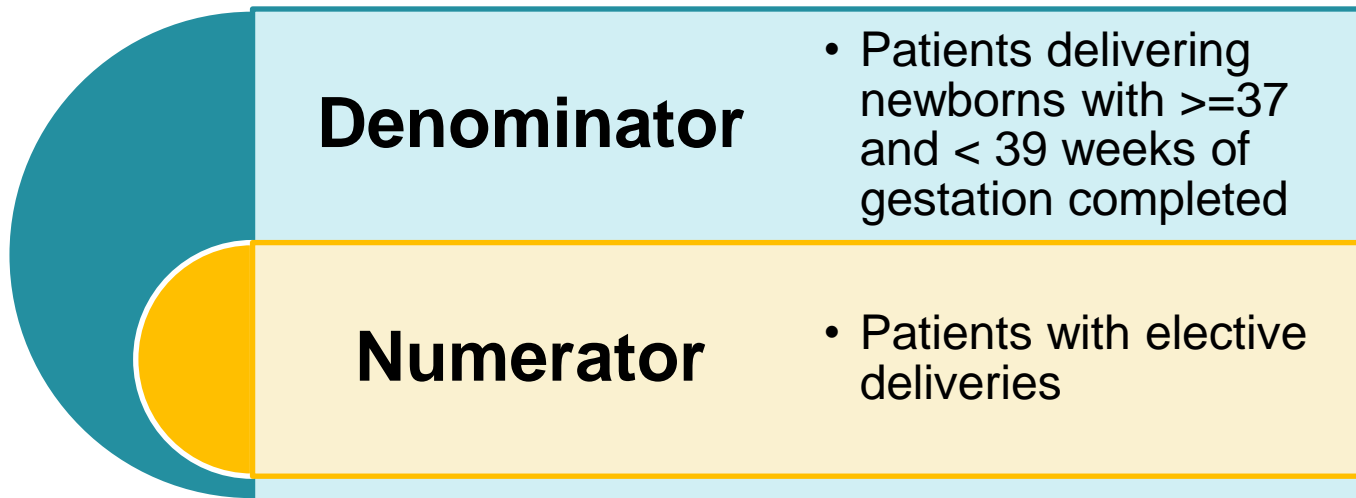 Denominator
• Patients delivering
newborns with >=37
and < 39 weeks of
gestation completed
Numerator
• Patients with elective
deliveries